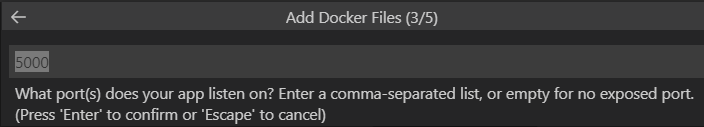 Add Docker Files (3/5)
5000
What port(s) does your app listen on? Enter a comma-separated list, or empty for no exposed port.
(Press 'Enter' to confirm or 'Escape' to cancel)